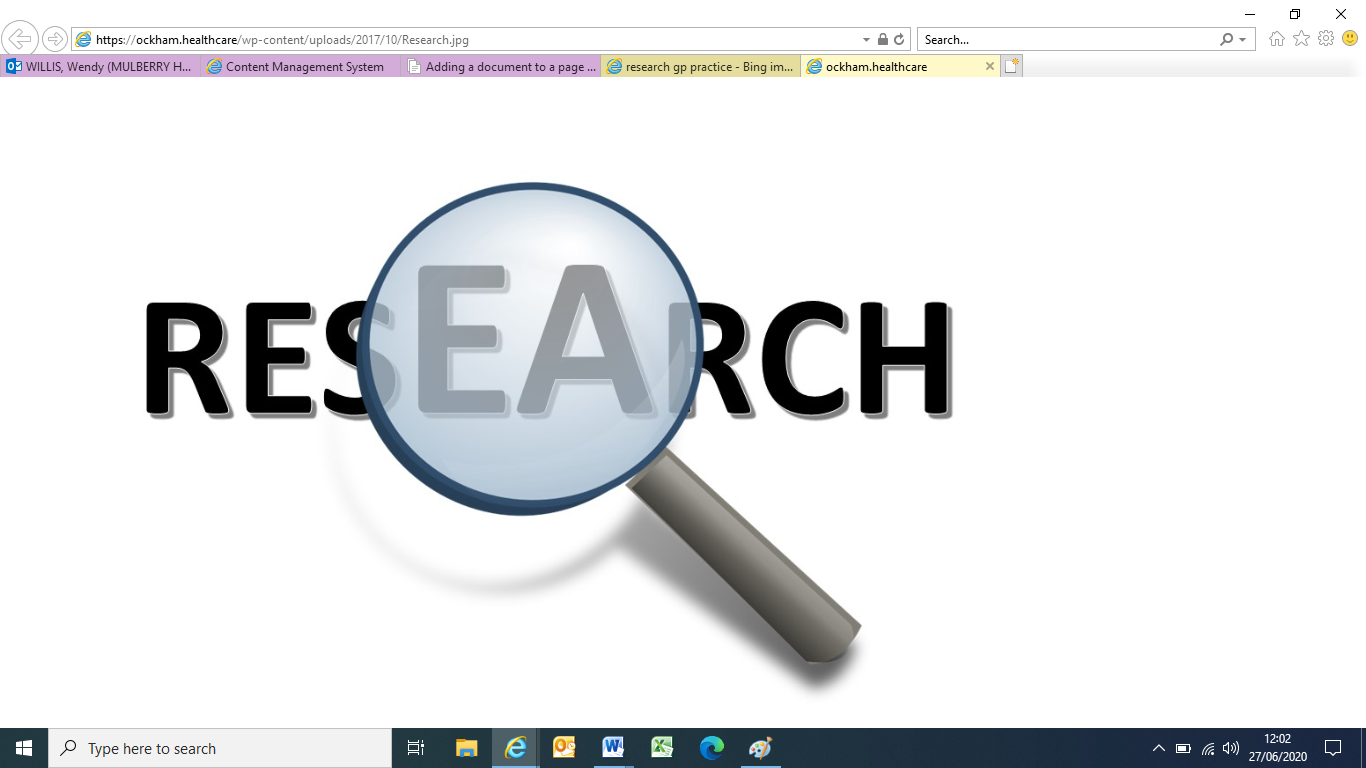 https://ockham.healthcare/wp-content/uploads/2017/10/Research.jpg
Search...
WILLIS, Wendy (MULBERRY H...
Content Management System
Adding a document to a page ...
research gp practice - Bing im...
ockham.healthcare
RESEARCH
Type here to search
12:02
27/06/2020